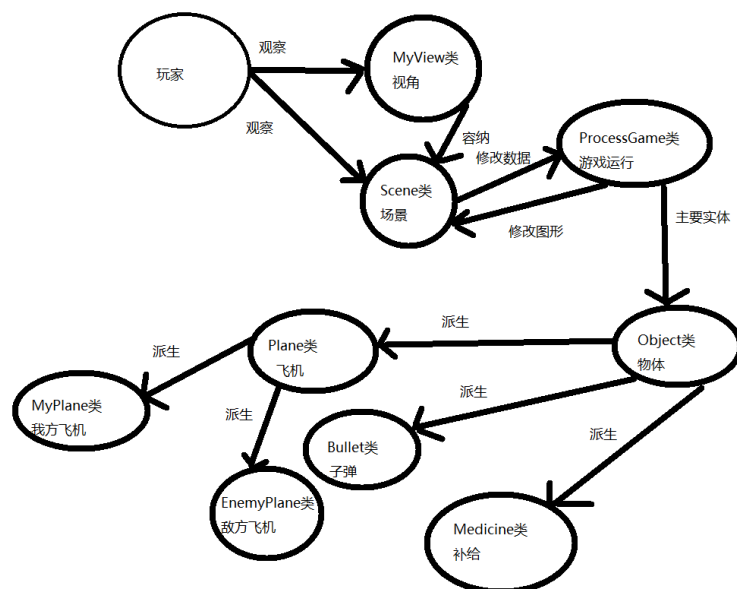 观察
玩家
MyView类
视角
观察
容纳
修改数据
ProcessGame类
游戏运行
Scene类
场景
修改图形
主要实体
派生
Plane类
飞机
Object类
物体
派生
派生
MyPlane类
我方飞机
派生
派生
Bullet类
子弹
EnemyPlane类
敌方飞机
Medicine类
补给